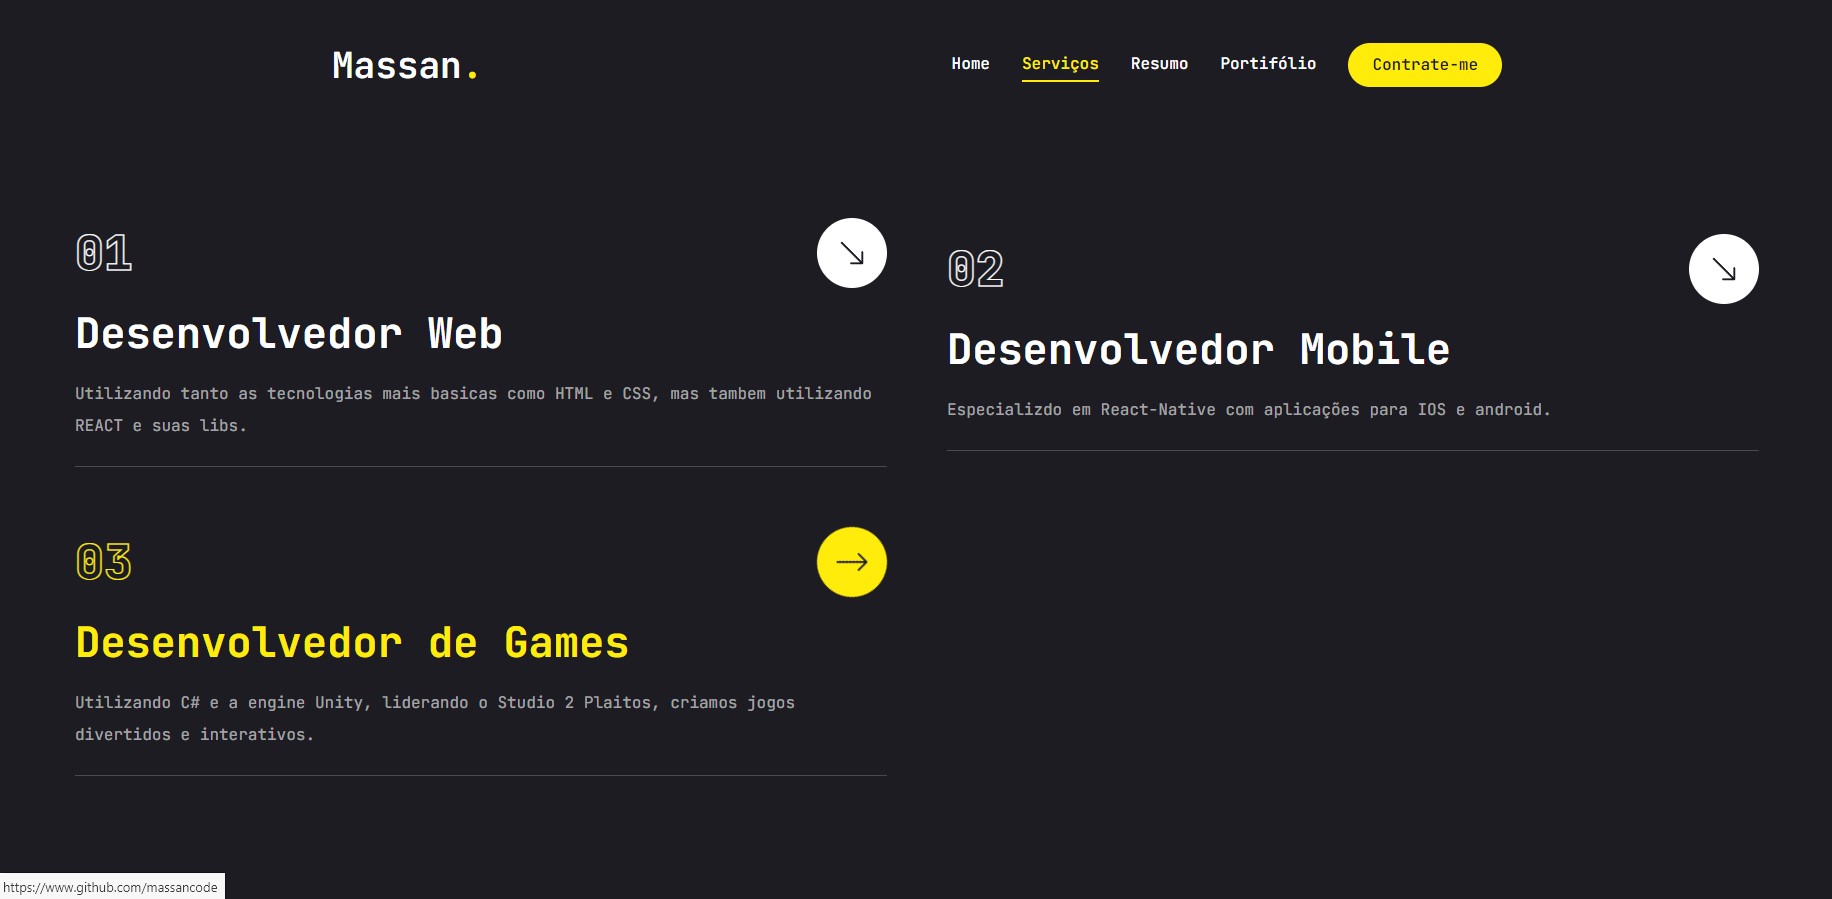 Massan.
Home Serviços Resumo Portifólio Contrate-me
01
Desenvolvedor Web
Utilizando tanto as tecnologias mais basicas como HTML e CSS, mas tambem utilizando
REACT e suas libs.
02
Desenvolvedor Mobile
Especializdo em React-Native com aplicações para IOS e android.
03
Desenvolvedor de Games
Utilizando C# e a engine Unity, liderando o Studio 2 Plaitos, criamos jogos
divertidos e interativos.
https://www.github.com/massancode